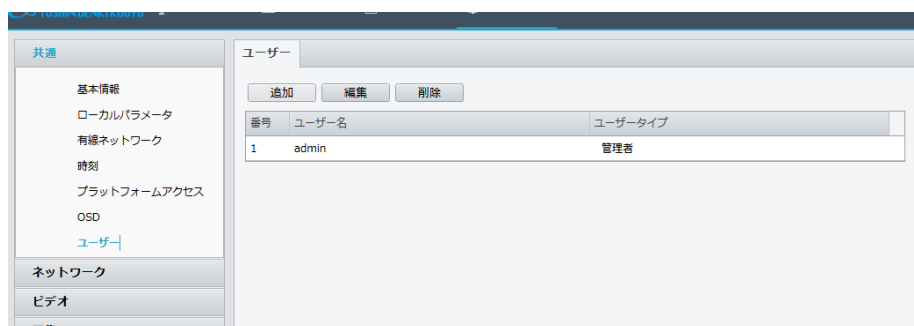 共通
基本情報
ローカルパラメータ
有線ネットワーク
時刻
プラットフォームアクセス
OSD
ユーザー
ネットワーク
ビデオ
ユーザー
追加 編集 削除
番号 ユーザー名 ユーザータイプ
1 admin 管理者